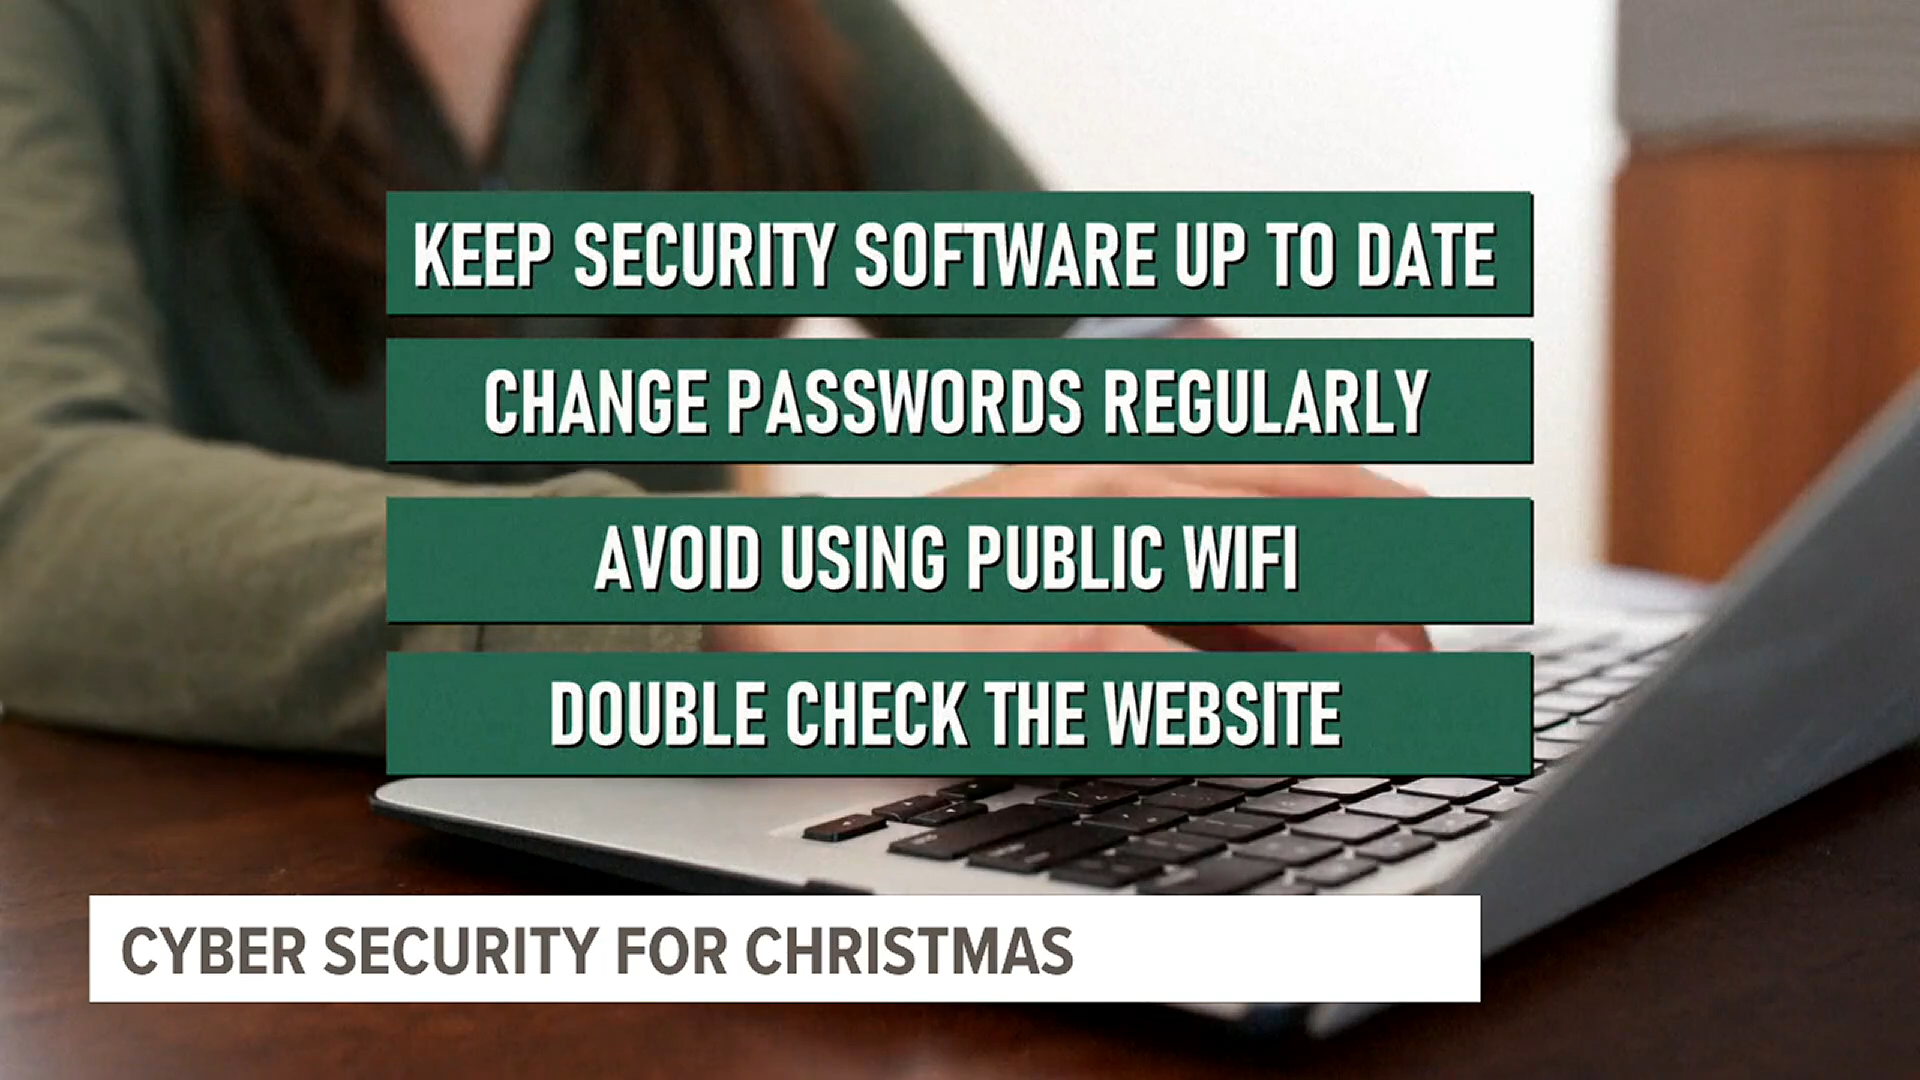 KEEP SECURITY SOFTWARE UP TO DATE
CHANGE PASSWORDS REGULARLY
AVOID USING PUBLIC WIFI
DOUBLE CHECK THE WEBSITE
CYBER SECURITY FOR CHRISTMAS